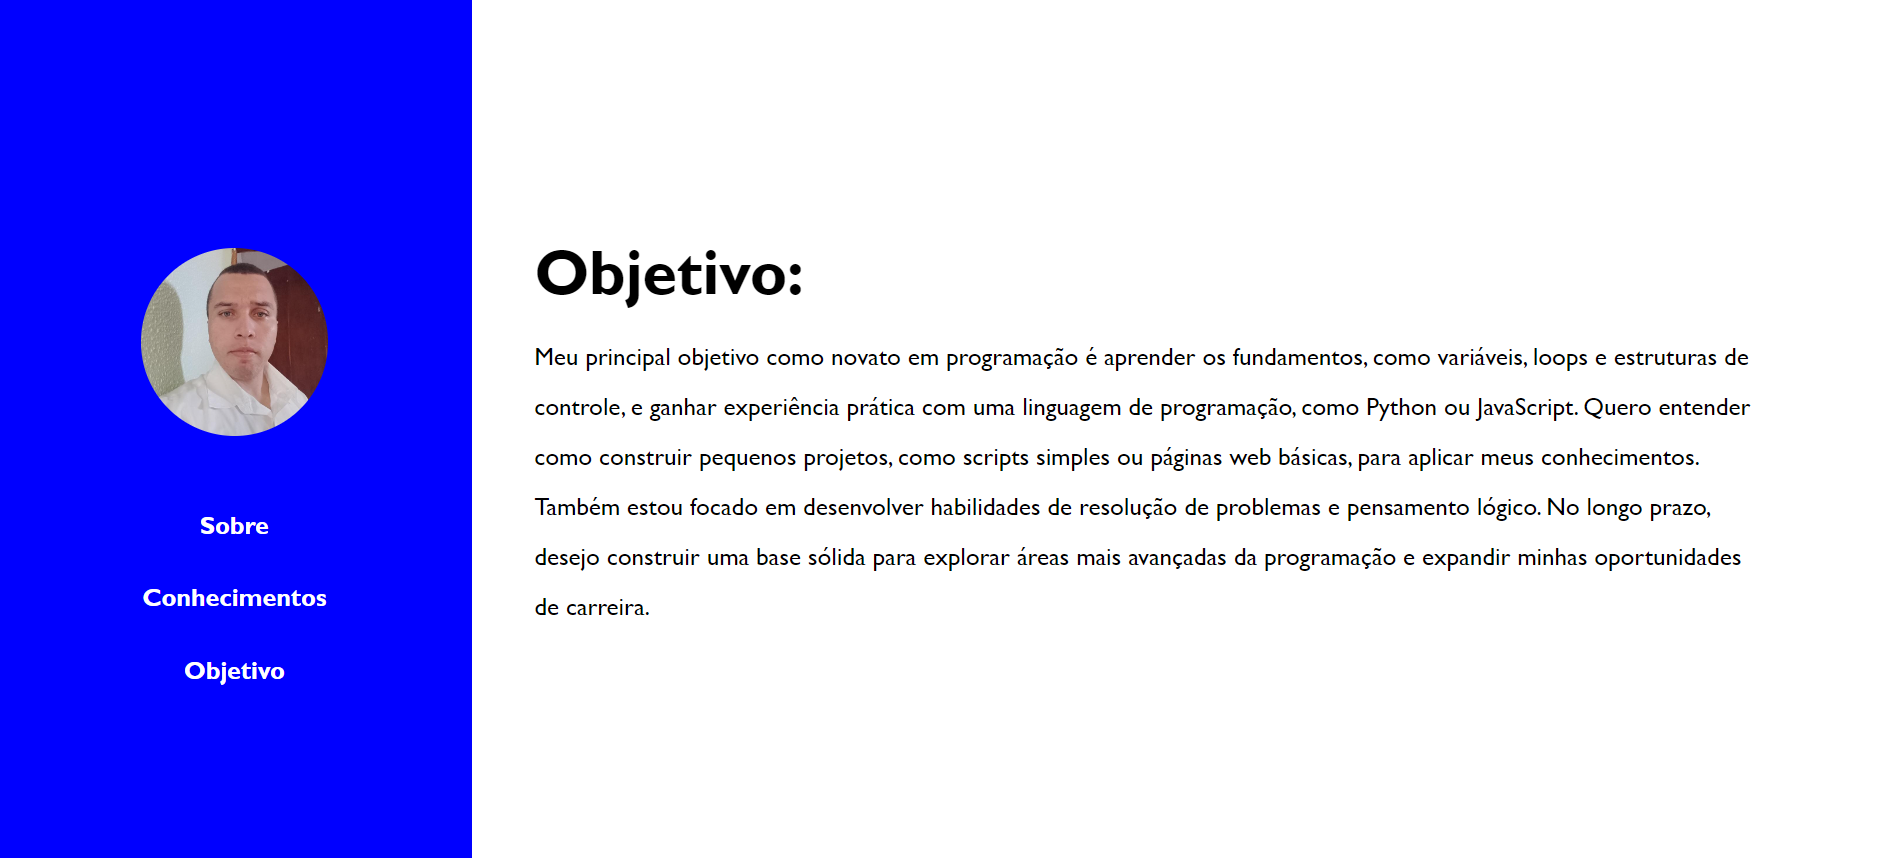 Sobre
Conhecimentos
Objetivo
Objetivo:
Meu principal objetivo como novato em programação é aprender os fundamentos, como variáveis, loops e estruturas de
controle, e ganhar experiência prática com uma linguagem de programação, como Python ou JavaScript. Quero entender
como construir pequenos projetos, como scripts simples ou páginas web básicas, para aplicar meus conhecimentos.
Também estou focado em desenvolver habilidades de resolução de problemas e pensamento lógico. No longo prazo,
desejo construir uma base sólida para explorar áreas mais avançadas da programação e expandir minhas oportunidades
de carreira.